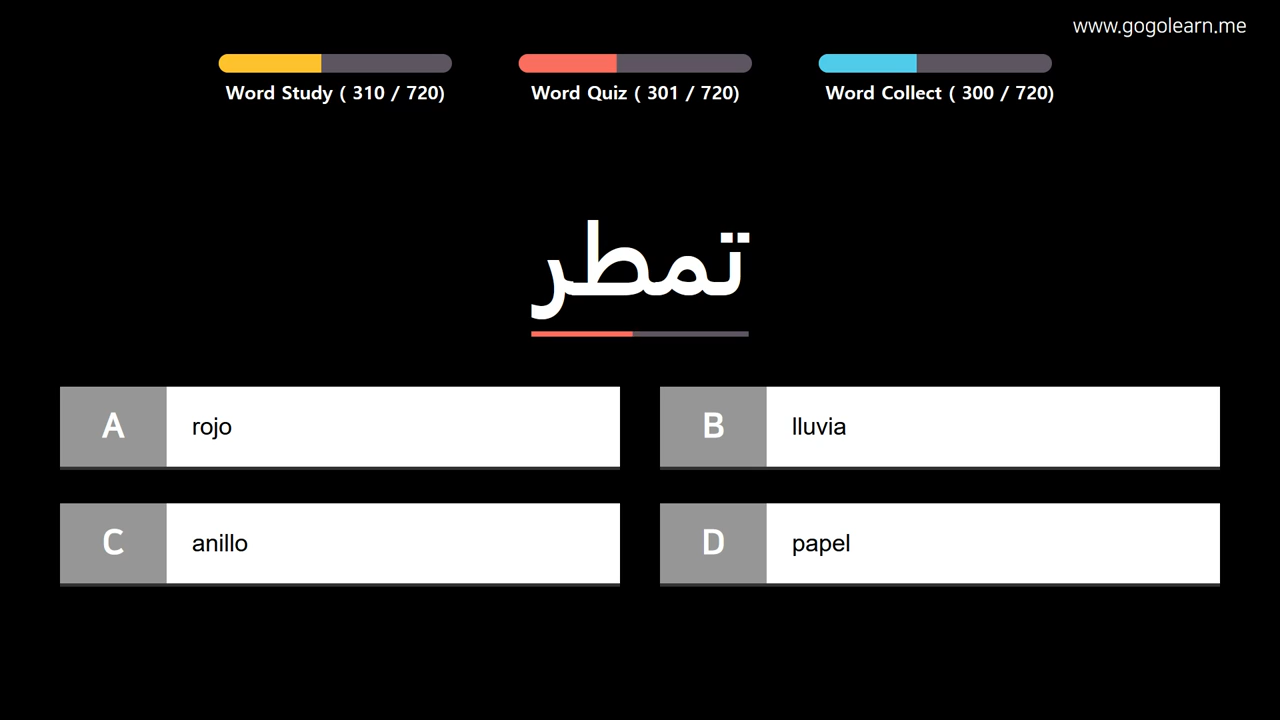 www.gogolearn.me
Word Study ( 310 / 720)
Word Quiz ( 301 / 720)
Word Collect ( 300 / 720)
تمطر
A rojo
B lluvia
C anillo
D papel